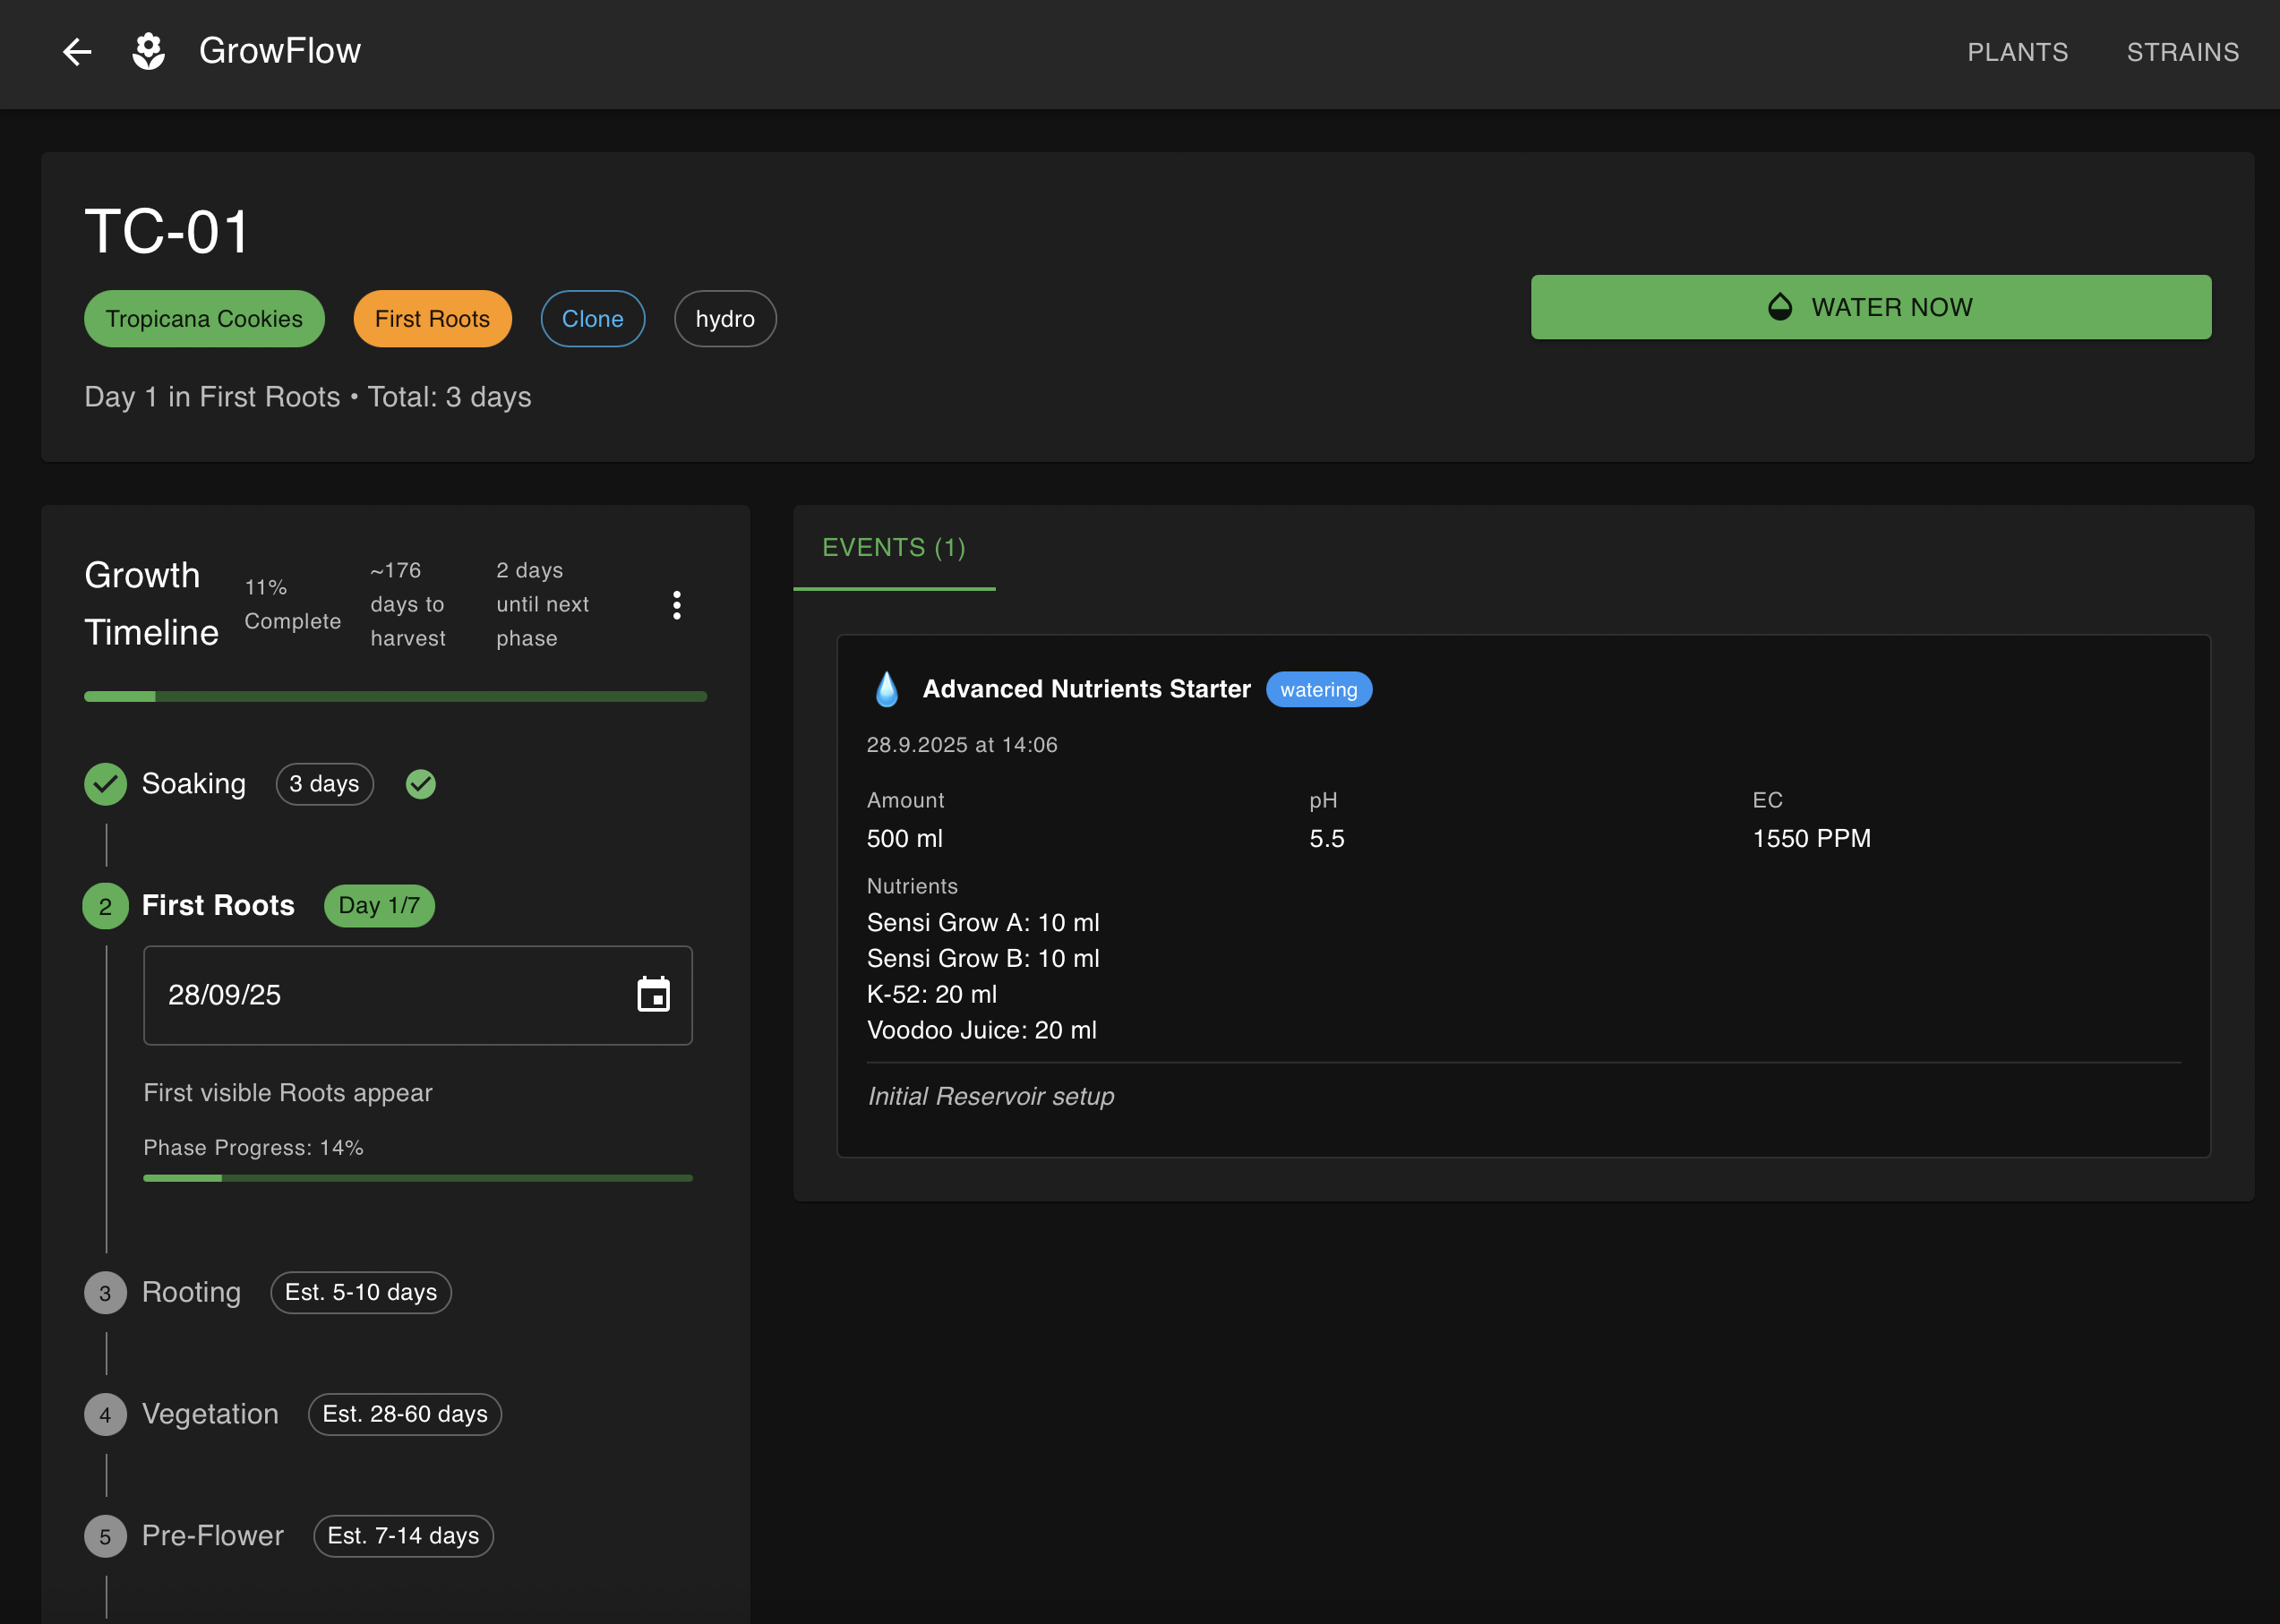 GrowFlow
PLANTS
STRAINS
TC-01
Tropicana Cookies
First Roots
Clone
hydro
WATER NOW
Day 1 in First Roots • Total: 3 days
Growth
Timeline
11%
Complete
~176
days to
harvest
2 days
until next
phase
Soaking
3 days
2
First Roots
Day 1/7
28/09/25
First visible Roots appear
Phase Progress: 14%
3
Rooting
Est. 5-10 days
4
Vegetation
Est. 28-60 days
5
Pre-Flower
Est. 7-14 days
EVENTS (1)
Advanced Nutrients Starter
watering
28.9.2025 at 14:06
Amount
pH
EC
500 ml
5.5
1550 PPM
Nutrients
Sensi Grow A: 10 ml
Sensi Grow B: 10 ml
K-52: 20 ml
Voodoo Juice: 20 ml
Initial Reservoir setup